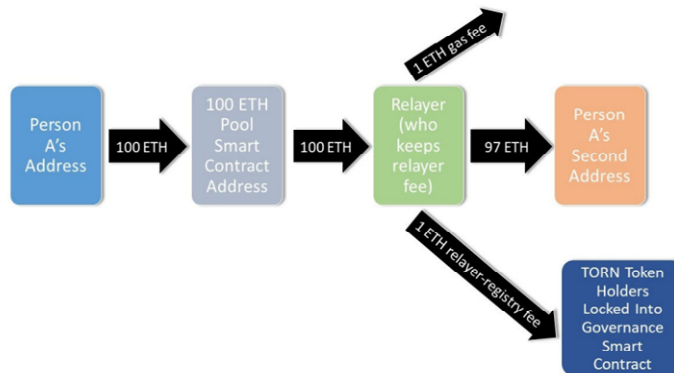 1 ETH gas fee
Person
A's
Address
100 ETH
100 ETH
Pool
Smart
Contract
Address
100 ETH
Relayer
(who
keeps
relayer
fee)
97 ETH
Person
A's
Second
Address
1 ETH relayer-registry fee
TORN Token
Holders
Locked Into
Governance
Smart
Contract